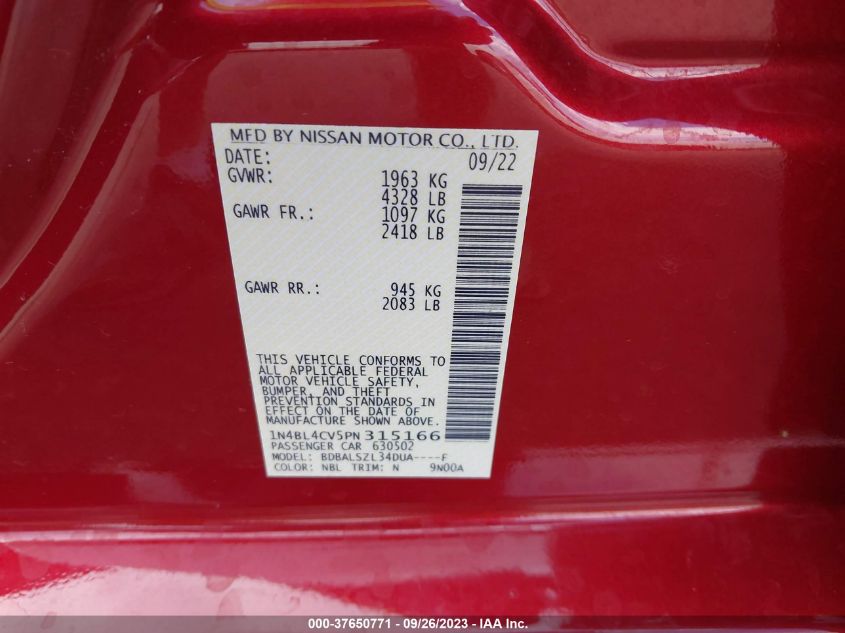 MFD BY NISSAN MOTOR CO., LTD.
DATE: 09/22
GVWR: 1963 KG
4328 LB
GAWR FR.: 1097 KG
2418 LB
GAWR RR.: 945 KG
2083 LB
THIS VEHICLE CONFORMS TO
ALL APPLICABLE FEDERAL
MOTOR VEHICLE SAFETY,
BUMPER, AND THEFT
PREVENTION STANDARDS IN
EFFECT ON THE DATE OF
MANUFACTURE SHOWN ABOVE.
1N4BL4CV5PN315166
PASSENGER CAR 630502
MODEL: BDBALSZL34DUA----F
COLOR: NBL TRIM: N 9N00A
000-37650771 - 09/26/2023 - IAA Inc.